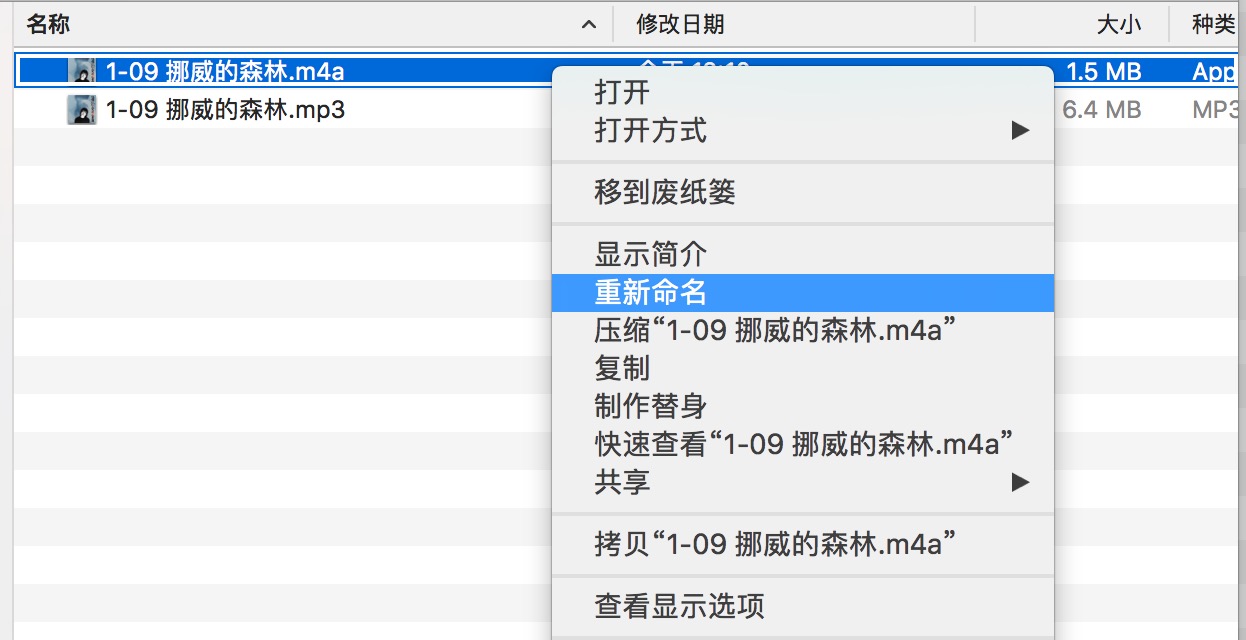 名称 修改日期 大小 种类
1-09 挪威的森林.m4a 1.5 MB App
1-09 挪威的森林.mp3 6.4 MB MP3
打开
打开方式
移到废纸篓
显示简介
重新命名
压缩“1-09 挪威的森林.m4a”
复制
制作替身
快速查看“1-09 挪威的森林.m4a”
共享
拷贝“1-09 挪威的森林.m4a”
查看显示选项